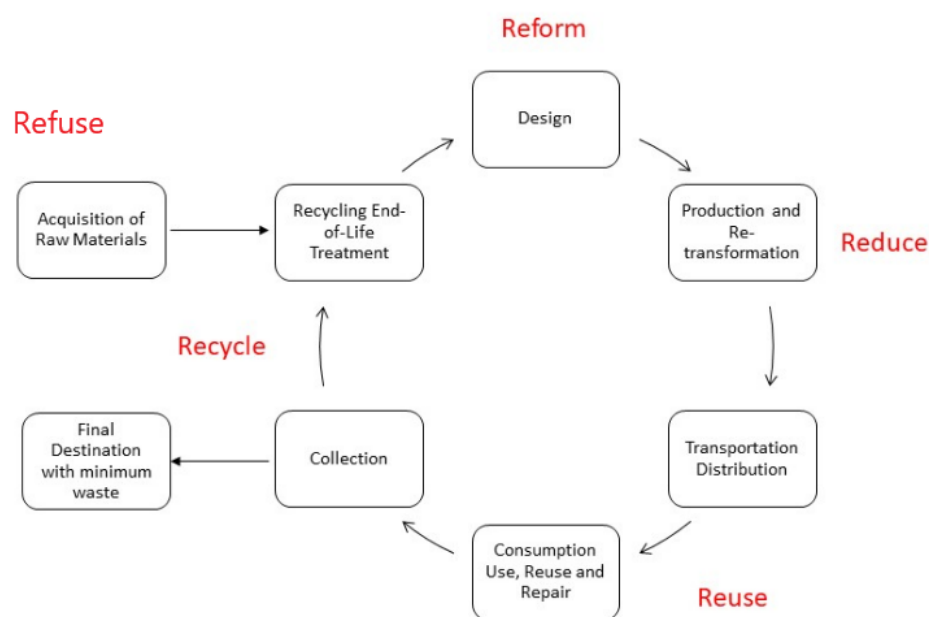 Reform
Design
Refuse
Acquisition of
Raw Materials
Recycling End-
of-Life
Treatment
Production and
Re-
transformation
Reduce
Recycle
Final
Destination
with minimum
waste
Collection
Transportation
Distribution
Consumption
Use, Reuse and
Repair
Reuse